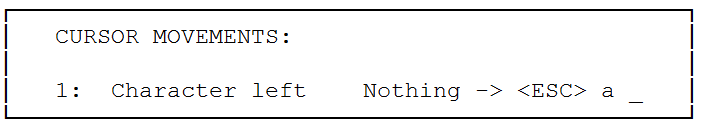 CURSOR MOVEMENTS:
1:  Character left    Nothing -> <ESC> a _